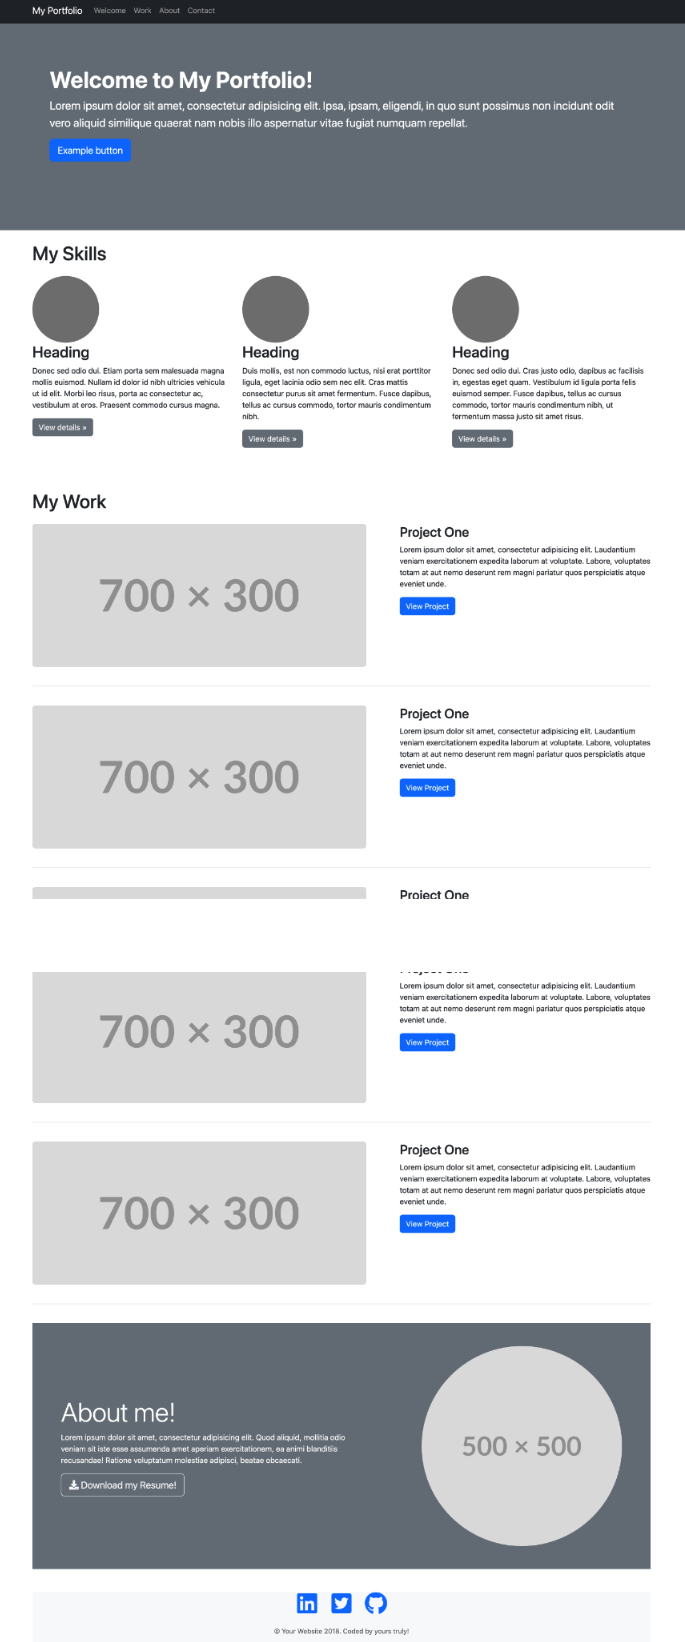 My Portfolio Welcome Work About Contact
Welcome to My Portfolio!
Lorem ipsum dolor sit amet, consectetur adipisicing elit. Ipsa, ipsam, eligendi, in quo sunt possimus non incidunt odit
vero aliquid similique quaerat nam nobis illo aspernatur vitae fugiat numquam repellat.
Example button
My Skills
Heading
Donec sed odio dui. Etiam porta sem malesuada magna
mollis euismod. Nullam id dolor id nibh ultricies vehicula
ut id elit. Morbi leo risus, porta ac consectetur ac,
vestibulum at eros. Praesent commodo cursus magna.
View details »
Heading
Duis mollis, est non commodo luctus, nisi erat porttitor
ligula, eget lacinia odio sem nec elit. Cras mattis
consectetur purus sit amet fermentum. Fusce dapibus,
tellus ac cursus commodo, tortor mauris condimentum
nibh.
View details »
Heading
Donec sed odio dui. Cras justo odio, dapibus ac facilisis
in, egestas eget quam. Vestibulum id ligula porta felis
euismod semper. Fusce dapibus, tellus ac cursus
commodo, tortor mauris condimentum nibh, ut
fermentum massa justo sit amet risus.
View details »
My Work
700 × 300
Project One
Lorem ipsum dolor sit amet, consectetur adipisicing elit. Laudantium
veniam exercitationem expedita laborum at voluptate. Labore, voluptates
totam at aut nemo deserunt rem magni pariatur quos perspiciatis atque
eveniet unde.
View Project
700 × 300
Project One
Lorem ipsum dolor sit amet, consectetur adipisicing elit. Laudantium
veniam exercitationem expedita laborum at voluptate. Labore, voluptates
totam at aut nemo deserunt rem magni pariatur quos perspiciatis atque
eveniet unde.
View Project
Project One
700 × 300
Lorem ipsum dolor sit amet, consectetur adipisicing elit. Laudantium
veniam exercitationem expedita laborum at voluptate. Labore, voluptates
totam at aut nemo deserunt rem magni pariatur quos perspiciatis atque
eveniet unde.
View Project
700 × 300
Project One
Lorem ipsum dolor sit amet, consectetur adipisicing elit. Laudantium
veniam exercitationem expedita laborum at voluptate. Labore, voluptates
totam at aut nemo deserunt rem magni pariatur quos perspiciatis atque
eveniet unde.
View Project
About me!
Lorem ipsum dolor sit amet, consectetur adipisicing elit. Quod aliquid, mollitia odio
veniam sit iste esse assumenda amet aperiam exercitationem, ea animi blanditiis
recusandae! Ratione voluptatum molestiae adipisci, beatae obcaecati.
Download my Resume!
500 × 500
in
© Your Website 2018. Coded by yours truly!